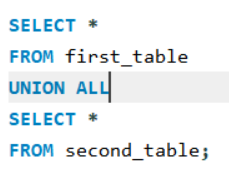 SELECT *
FROM first_table
UNION ALL
SELECT *
FROM second_table;